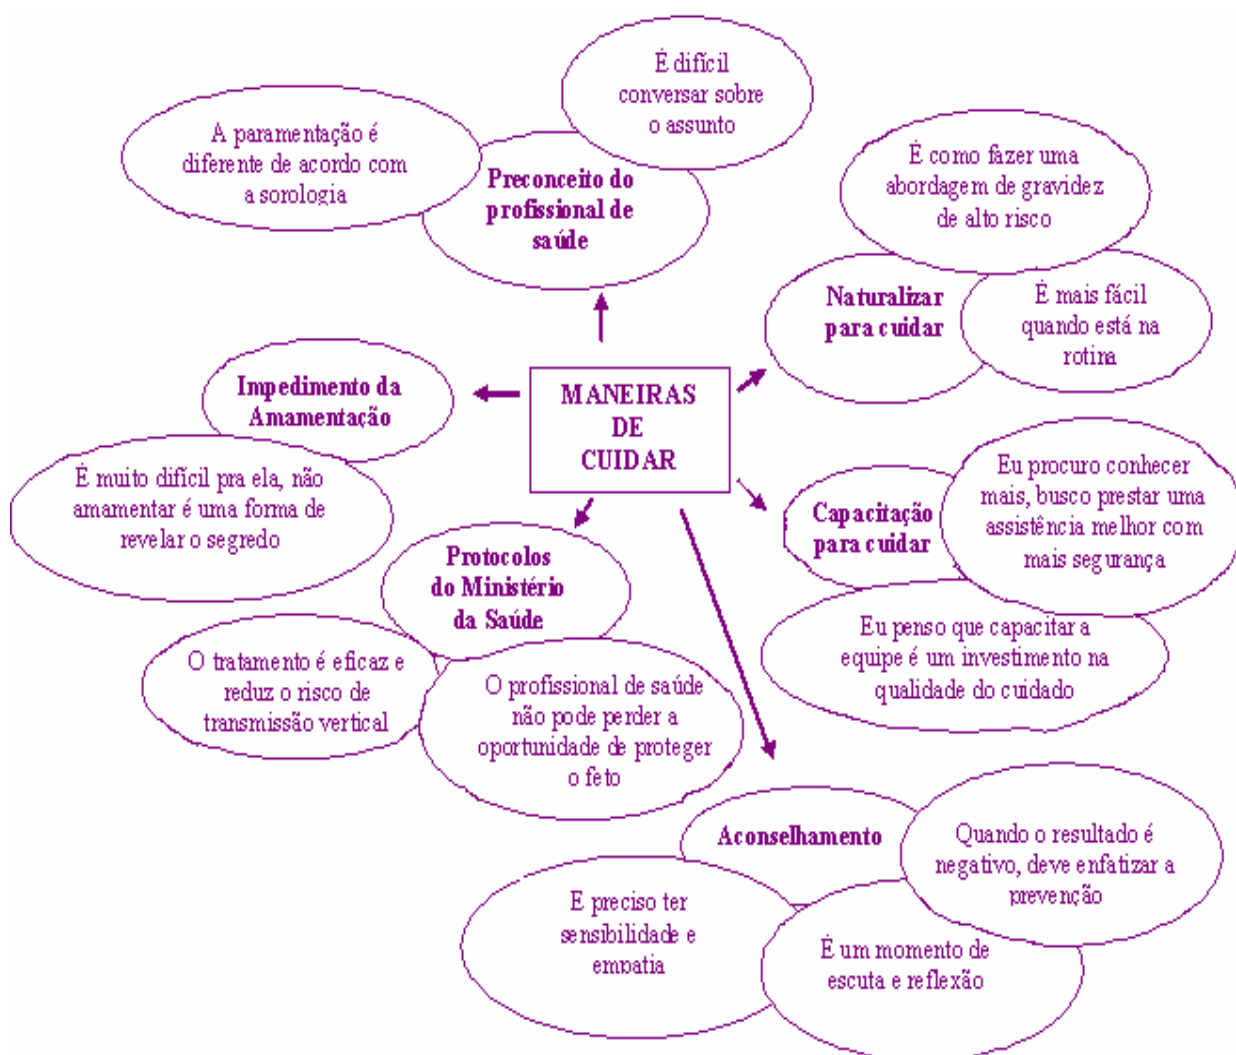 É difícil
conversar sobre
o assunto
A paramentação é
diferente de acordo com
a sorologia
Preconceito do
profissional de
saúde
É como fazer uma
abordagem de gravidez
de alto risco
Naturalizar
para cuidar
É mais fácil
quando está na
rotina
Impedimento da
Amamentação
MANEIRAS
DE
CUIDAR
É muito difícil pra ela, não
amamentar é uma forma de
revelar o segredo
Capacitação
para cuidar
Eu procuro conhecer
mais, busco prestar uma
assistência melhor com
mais segurança
Protocolos
do Ministério
da Saúde
Eu penso que capacitar a
equipe é um investimento na
qualidade do cuidado
O tratamento é eficaz e
reduz o risco de
transmissão vertical
O profissional de saúde
não pode perder a
oportunidade de proteger
o feto
Aconselhamento
Quando o resultado é
negativo, deve enfatizar a
prevenção
E preciso ter
sensibilidade e
empatia
É um momento de
escuta e reflexão